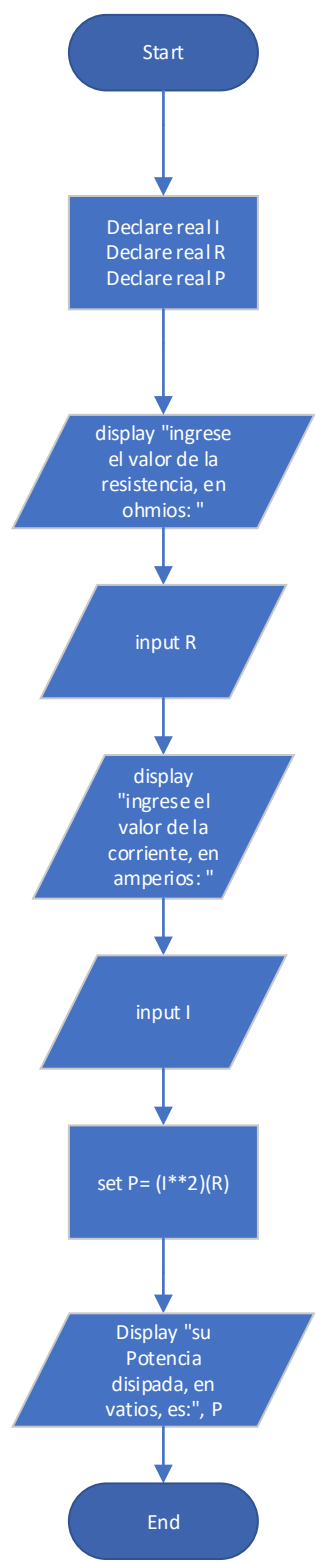 Start
Declare real I
Declare real R
Declare real P
display "ingrese
el valor de la
resistencia, en
ohmios: "
input R
display
"ingrese el
valor de la
corriente, en
amperios: "
input I
set P= (I**2)(R)
Display "su
Potencia
disipada, en
vatios, es:", P
End